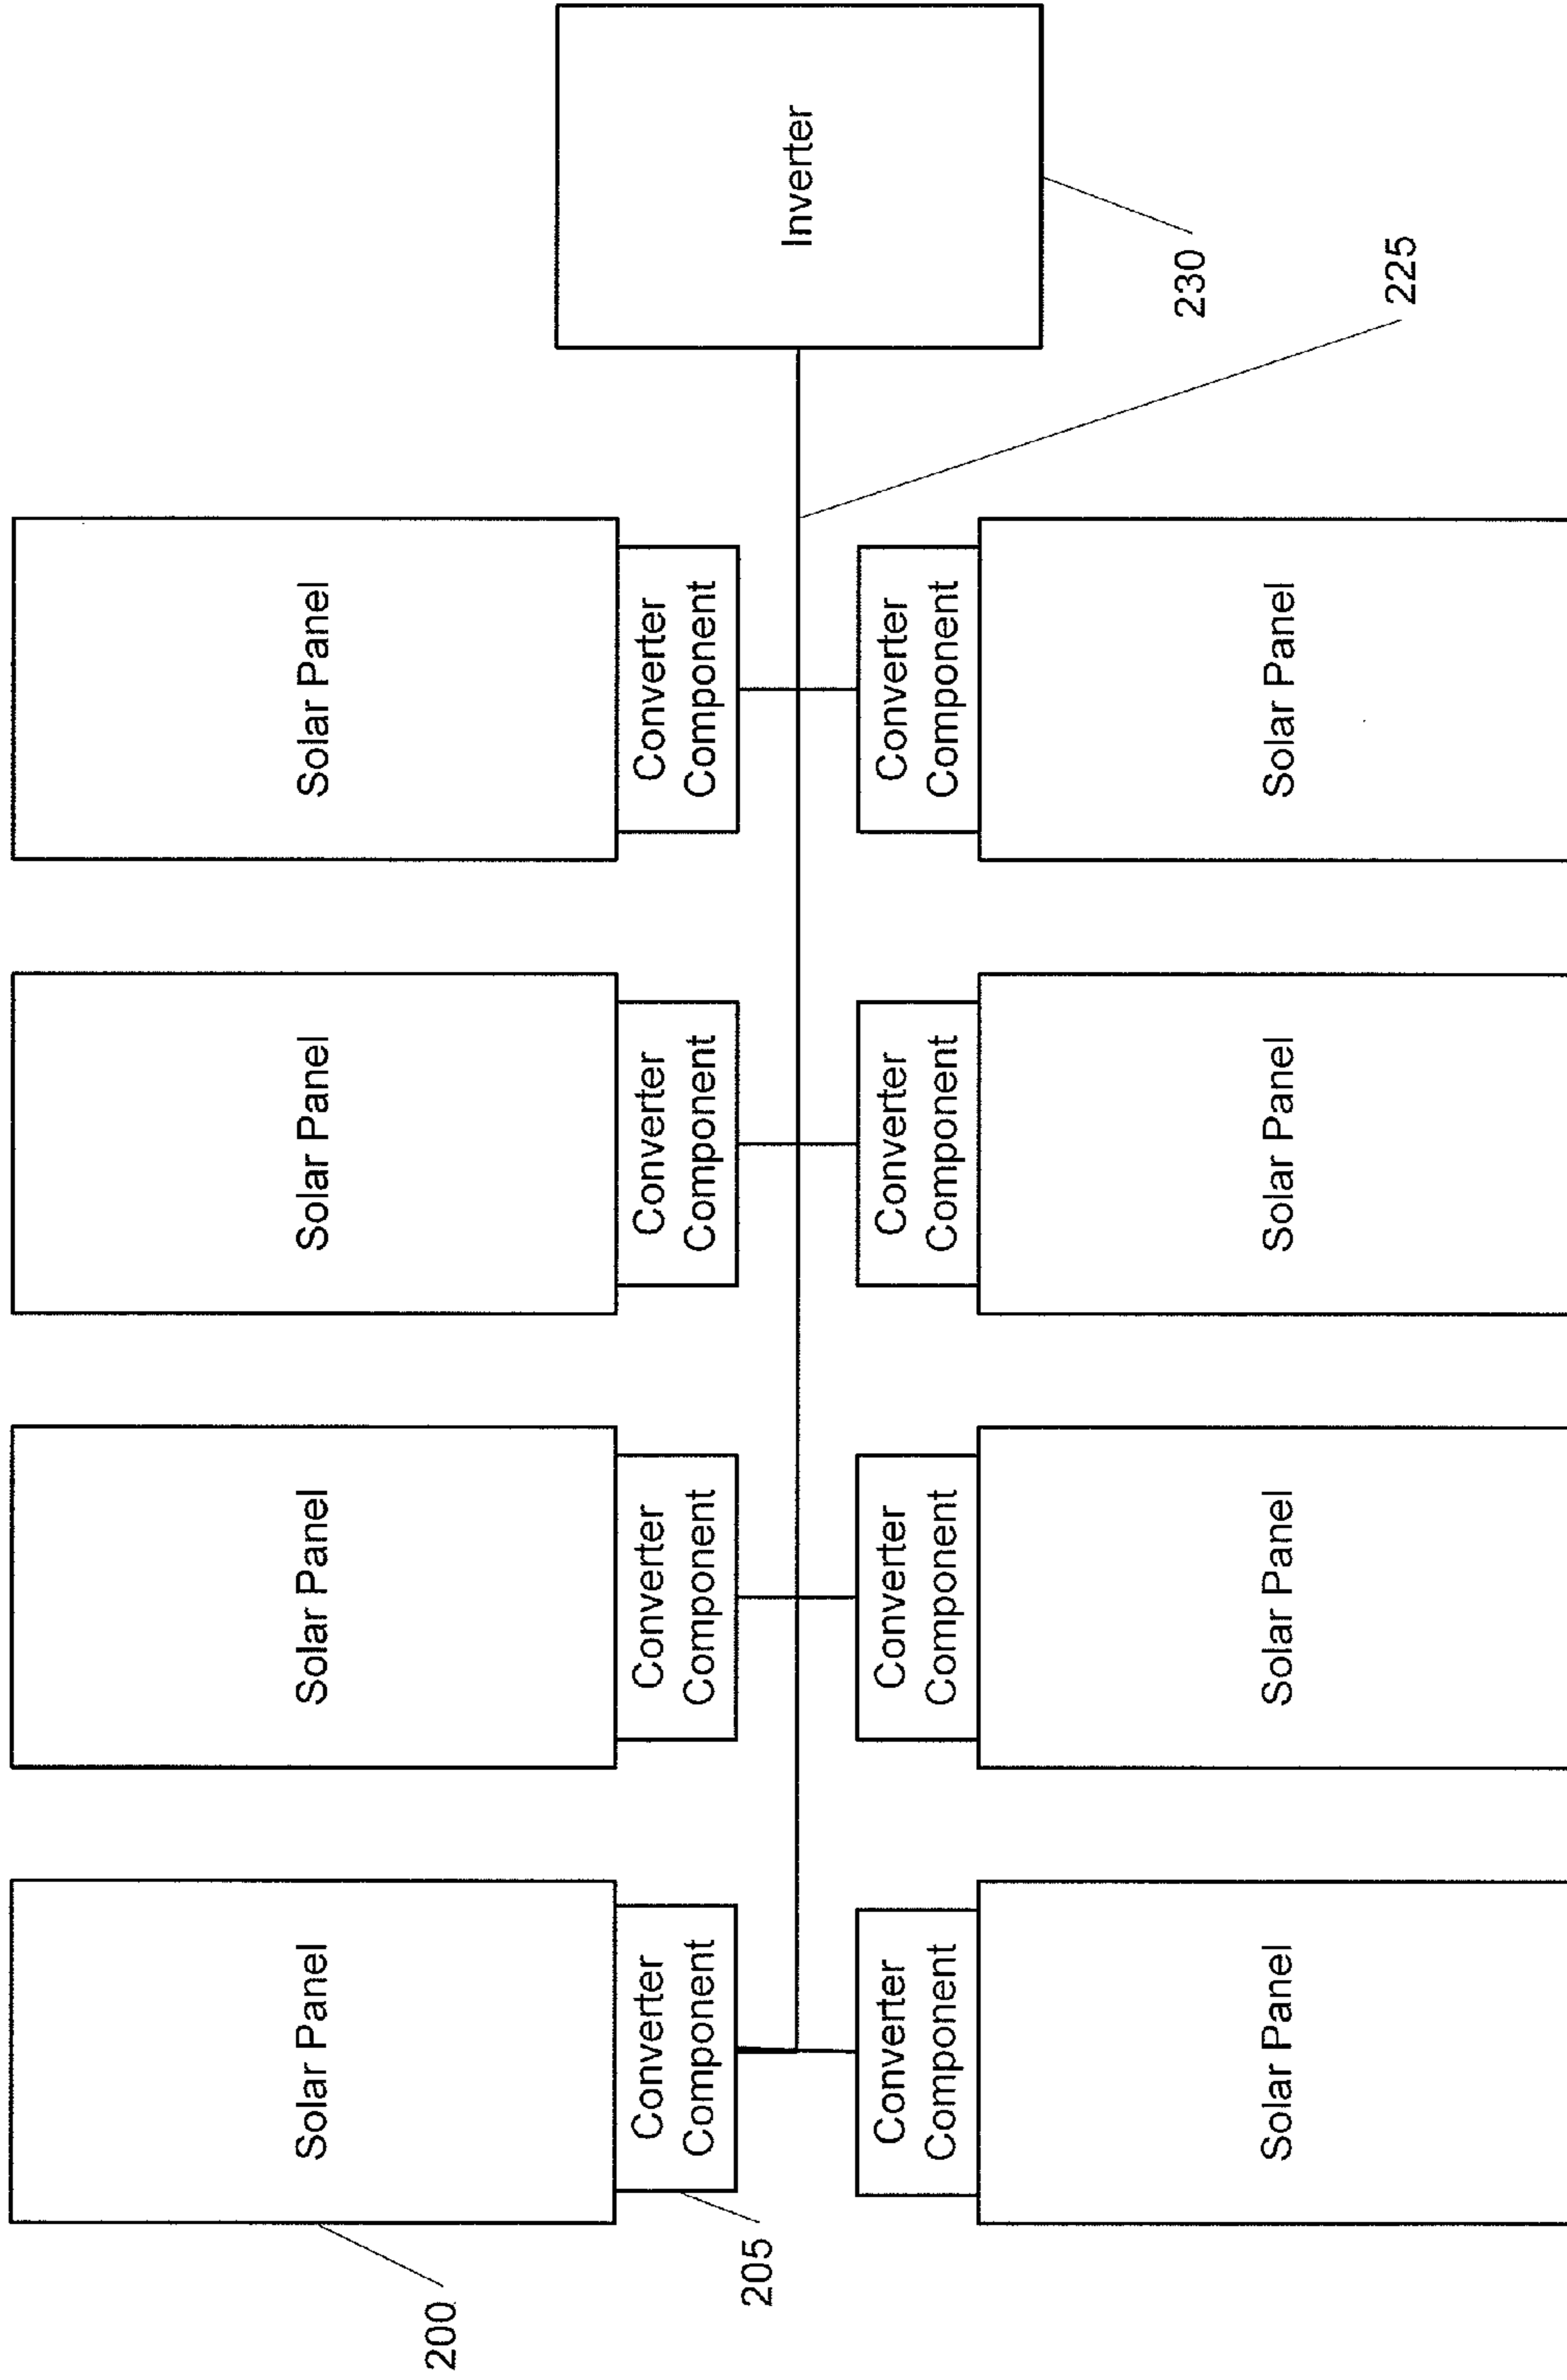 Solar Panel
Solar Panel
Solar Panel
Solar Panel
200
Converter
Component
Converter
Component
Converter
Component
Converter
Component
205
Inverter
Converter
Component
Converter
Component
Converter
Component
Converter
Component
230
Solar Panel
Solar Panel
Solar Panel
Solar Panel
225